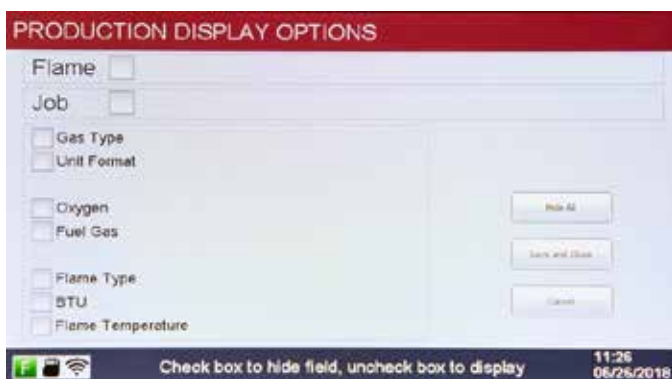 PRODUCTION DISPLAY OPTIONS
Flame
Job
Gas Type
Unit Format
Oxygen
Fuel Gas
Hide All
Flame Type
Save and Close
BTU
Cancel
Flame Temperature
F
Check box to hide field, uncheck box to display
11:26
06/26/2018